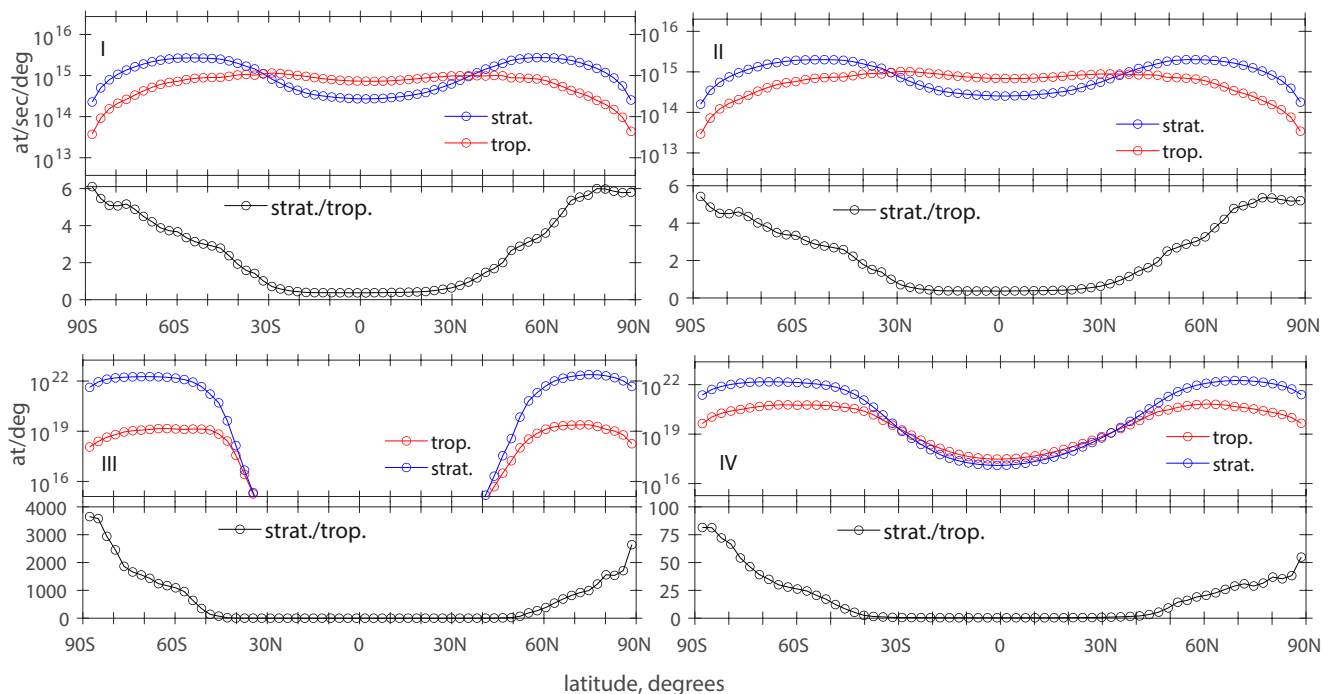 10^16
10^15
10^14
10^13
at/sec/deg
I
strat.
trop.
6
4
2
0
strat./trop.
90S 60S 30S 0 30N 60N 90N
10^16
10^15
10^14
10^13
II
strat.
trop.
6
4
2
0
strat./trop.
90S 60S 30S 0 30N 60N 90N
10^22
10^19
10^16
at/deg
III
trop.
strat.
4000
3000
2000
1000
0
strat./trop.
90S 60S 30S 0 30N 60N 90N
10^22
10^19
10^16
IV
trop.
strat.
100
75
50
25
0
strat./trop.
90S 60S 30S 0 30N 60N 90N
latitude, degrees